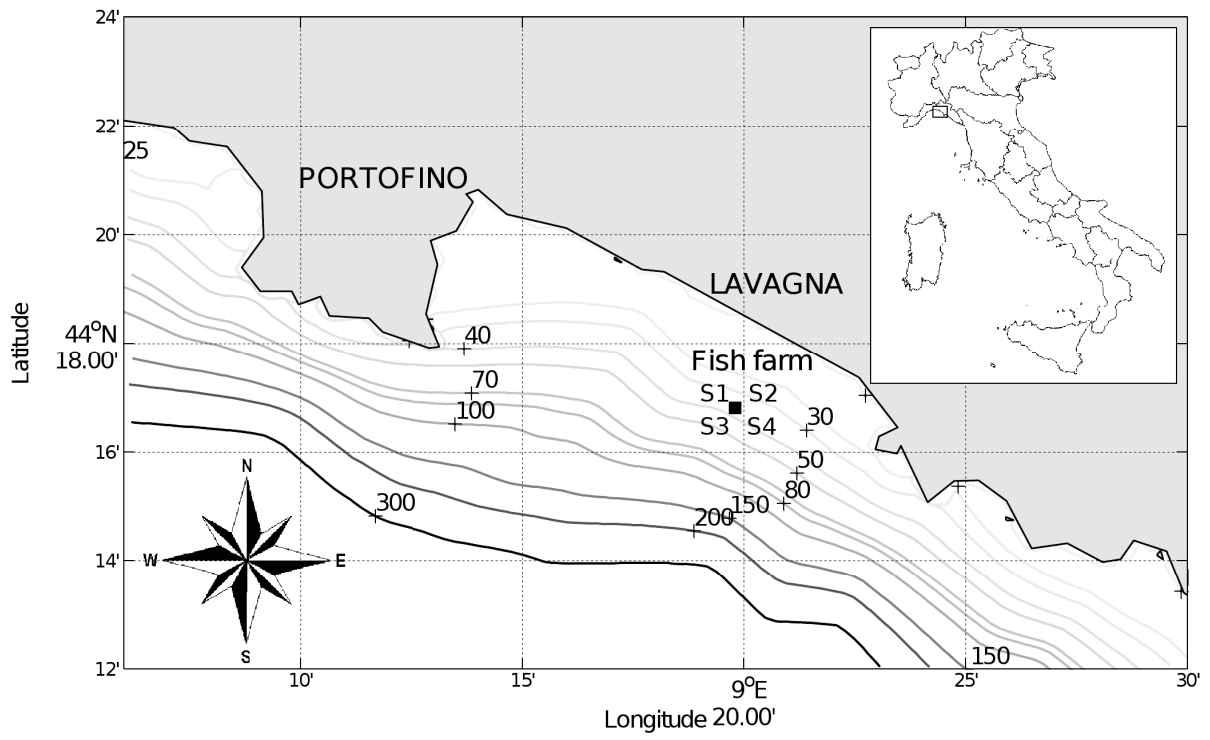 24'
22'
25
PORTOFINO
20'
LAVAGNA
44°N
18.00'
Latitude
40
Fish farm
70
S1 S2
100
30
S3 S4
16'
50
80
300
200
150
14'
N
W
E
S
12'
150
10'
15'
9°E
20.00'
25'
30'
Longitude